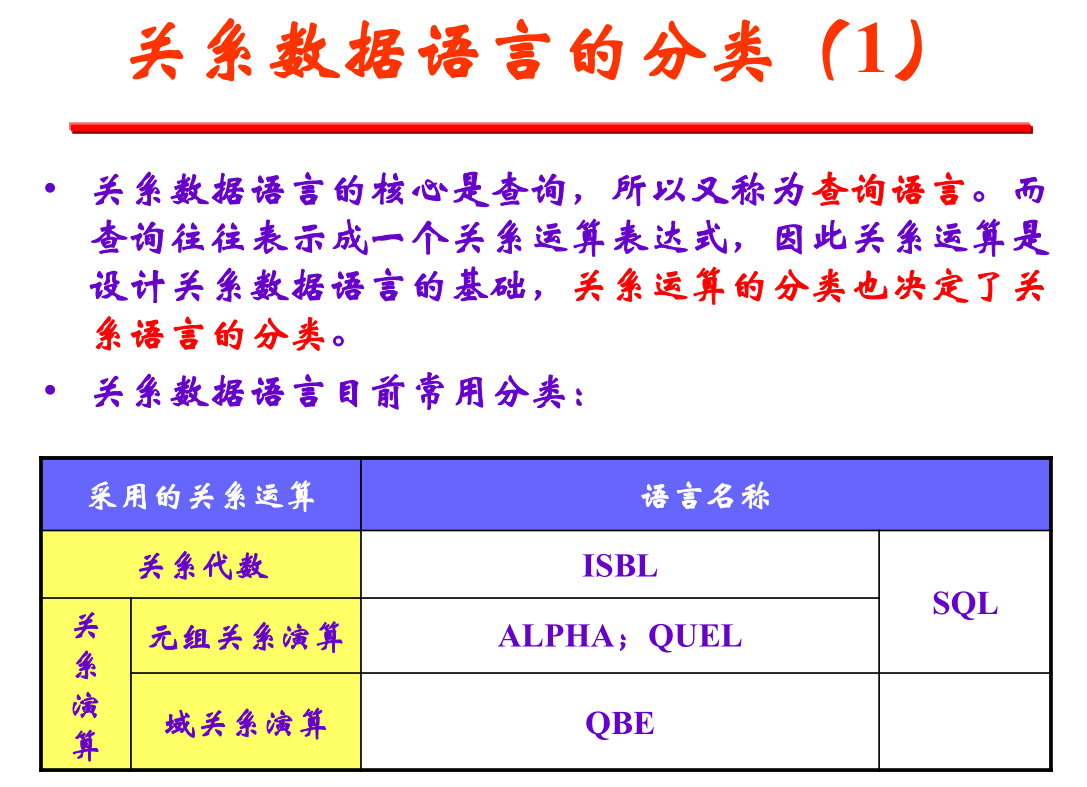 关系数据语言的分类（1）
• 关系数据语言的核心是查询，所以又称为查询语言。而
查询往往表示成一个关系运算表达式，因此关系运算是
设计关系数据语言的基础，关系运算的分类也决定了关
系语言的分类。
• 关系数据语言目前常用分类：
采用的关系运算 语言名称
关系代数 ISBL
SQL
关系演算
元组关系演算 ALPHA；QUEL
域关系演算 QBE